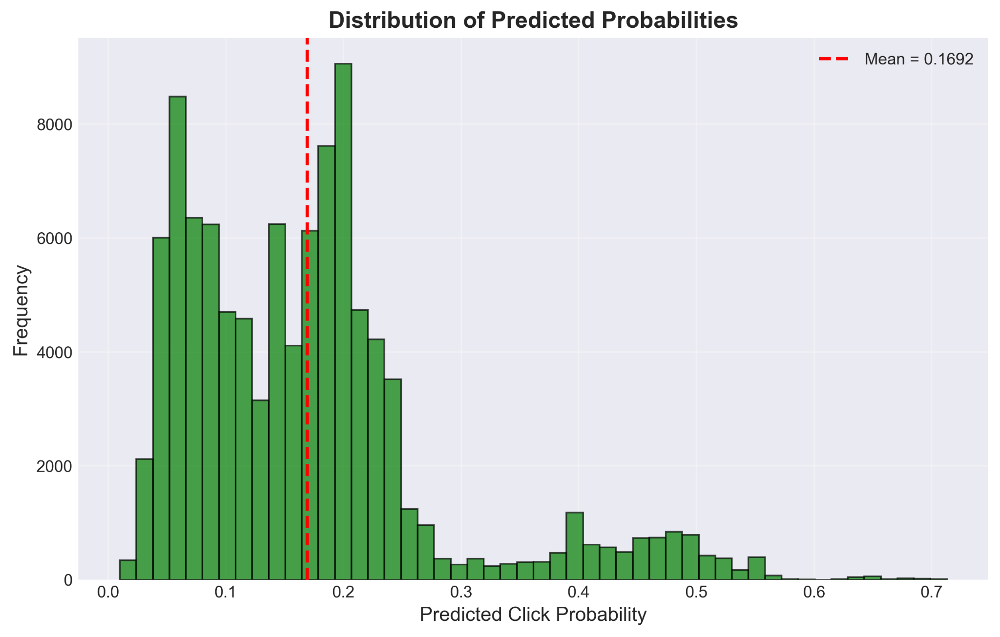 Distribution of Predicted Probabilities
Mean = 0.1692
Frequency
8000
6000
4000
2000
0
0.0 0.1 0.2 0.3 0.4 0.5 0.6 0.7
Predicted Click Probability